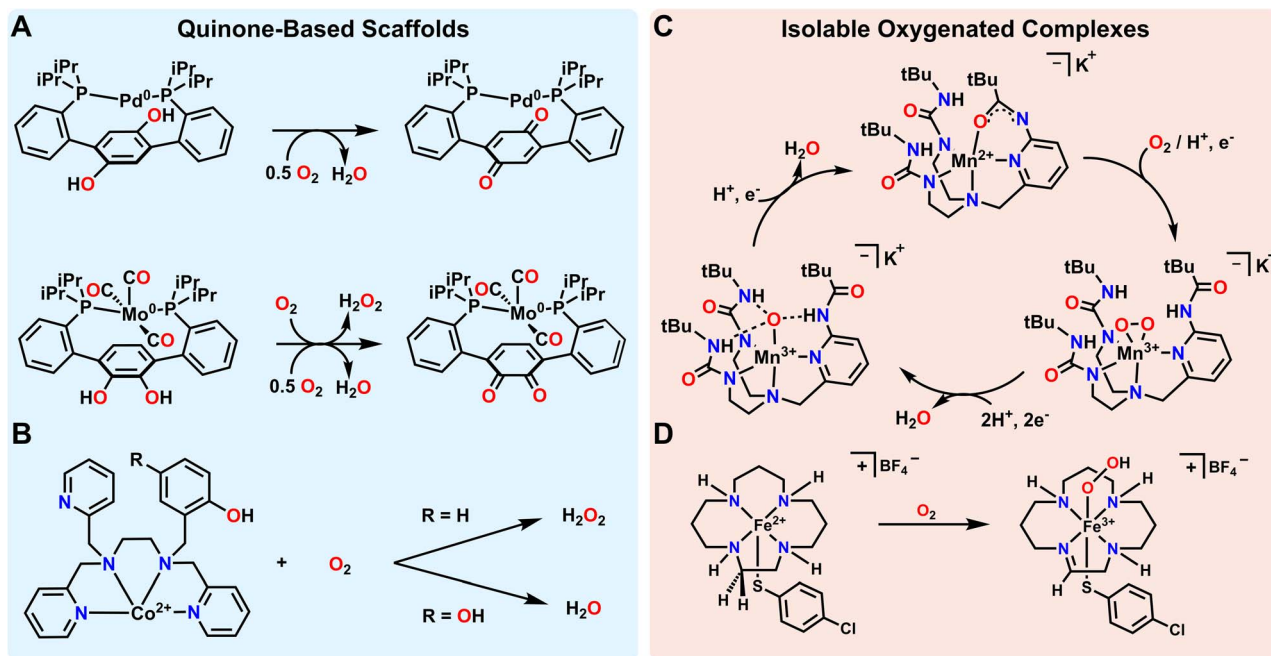 A
Quinone-Based Scaffolds
iPr iPr
iPr iPr
P Pd⁰ P
OH
HO
0.5 O₂ H₂O
iPr iPr
iPr iPr
P Pd⁰ P
O
O
CO
iPr OC iPr
iPr CO iPr
P Mo⁰ P
CO
HO OH
O₂ H₂O₂
0.5 O₂ H₂O
CO
iPr OC iPr
iPr CO iPr
P Mo⁰ P
CO
O O
B
R
N
OH
N N
N Co²⁺ N
+ O₂
R = H
H₂O₂
R = OH
H₂O
C
Isolable Oxygenated Complexes
− K⁺
tBu tBu
NH
O O N
tBu N
NH Mn²⁺ N
O N N
O₂ / H⁺, e⁻
H₂O
H⁺, e⁻
− K⁺
tBu tBu
NH O
O O HN
tBu N
NH Mn³⁺ N
O N N
− K
tBu tBu
NH O
O O O HN
tBu N
NH Mn³⁺ N
O N N
H₂O 2H⁺, 2e⁻
D
+ BF₄⁻
H H
N N
Fe²⁺
N N
H H
H H S
Cl
O₂
+ BF₄⁻
OH
O
H H
N N
Fe³⁺
N N
H H
S
Cl